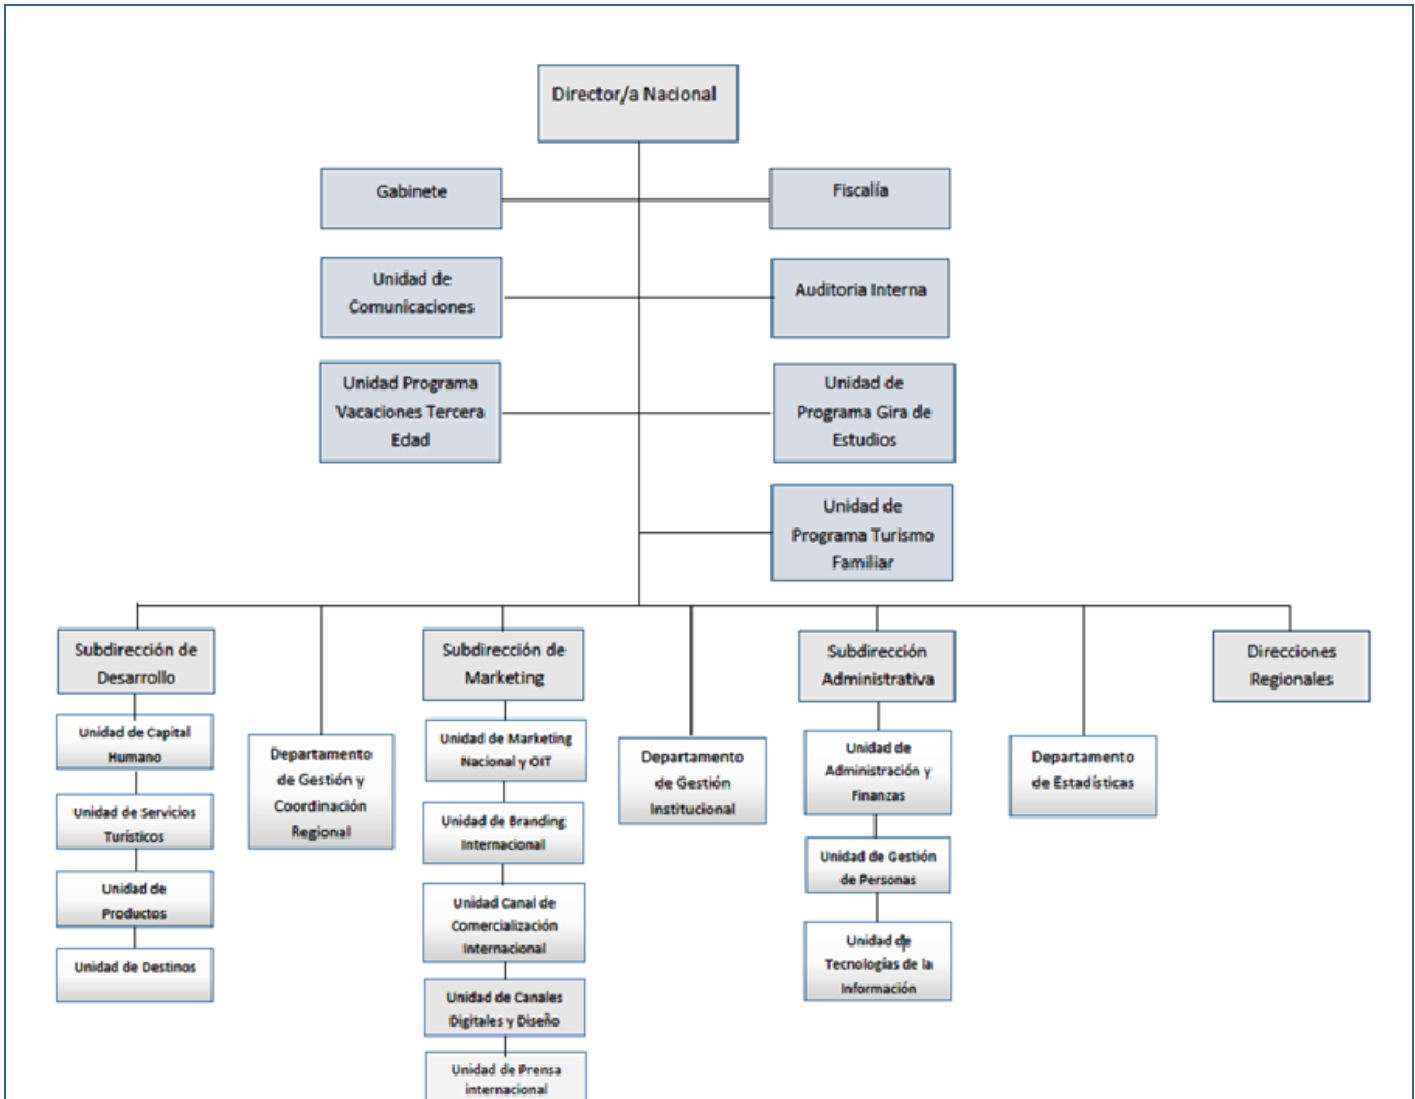 Director/a Nacional
Gabinete
Fiscalía
Unidad de
Comunicaciones
Auditoria Interna
Unidad Programa
Vacaciones Tercera
Edad
Unidad de
Programa Gira de
Estudios
Unidad de
Programa Turismo
Familiar
Subdirección de
Desarrollo
Unidad de Capital
Humano
Unidad de Servicios
Turísticos
Unidad de
Productos
Unidad de Destinos
Departamento
de Gestión y
Coordinación
Regional
Subdirección de
Marketing
Unidad de Marketing
Nacional y OIT
Unidad de Branding
Internacional
Unidad Canal de
Comercialización
Internacional
Unidad de Canales
Digitales y Diseño
Unidad de Prensa
internacional
Departamento
de Gestión
Institucional
Subdirección
Administrativa
Unidad de
Administración y
Finanzas
Unidad de Gestión
de Personas
Unidad de
Tecnologías de la
Información
Departamento
de Estadísticas
Direcciones
Regionales